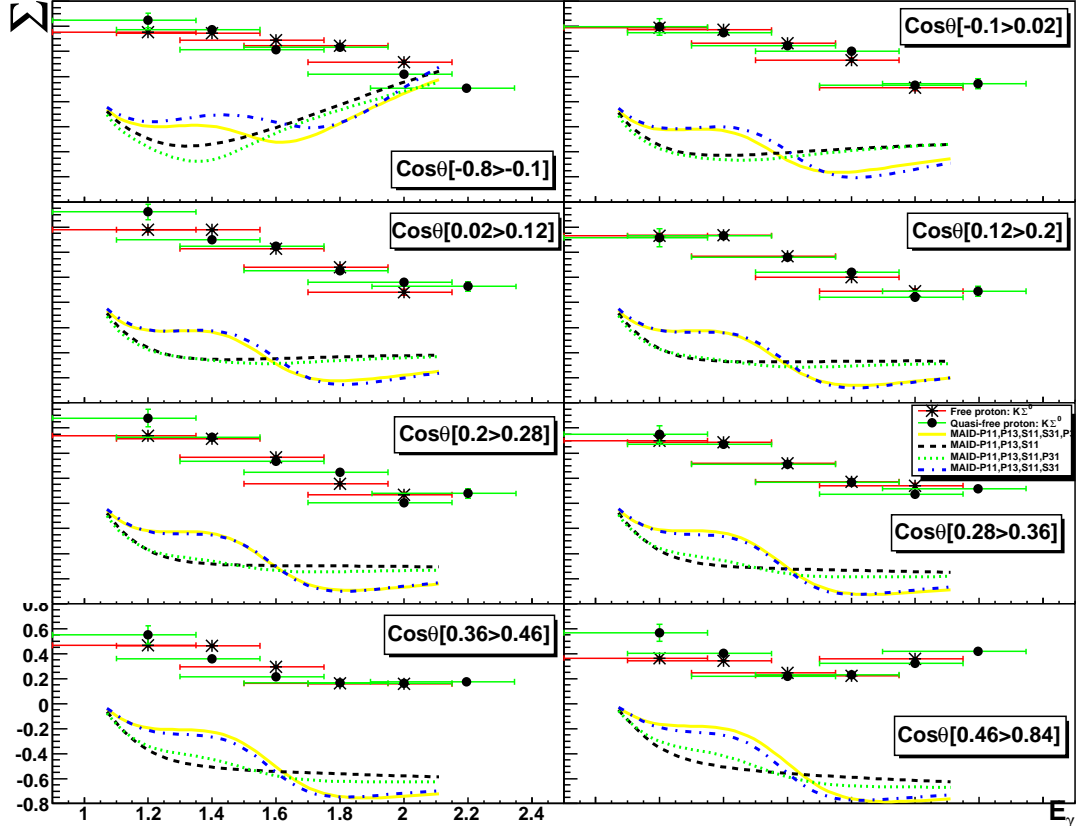 Σ
Cosθ[-0.1>0.02]
Cosθ[-0.8>-0.1]
Cosθ[0.02>0.12]
Cosθ[0.12>0.2]
Cosθ[0.2>0.28]
Free proton: KΣ⁰
Quasi-free proton: KΣ⁰
MAID-P11,P13,S11,S31,P3
MAID-P11,P13,S11
MAID-P11,P13,S11,P31
MAID-P11,P13,S11,S31
Cosθ[0.28>0.36]
0.8
0.6
0.4
0.2
0
-0.2
-0.4
-0.6
-0.8
Cosθ[0.36>0.46]
Cosθ[0.46>0.84]
1 1.2 1.4 1.6 1.8 2 2.2 2.4
Eγ